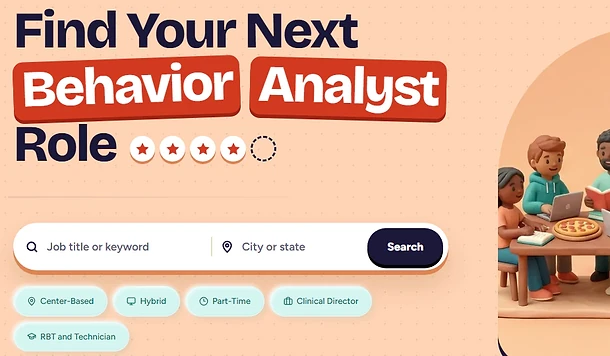 Find Your Next
Behavior Analyst
Role
Job title or keyword
City or state
Search
Center-Based
Hybrid
Part-Time
Clinical Director
RBT and Technician